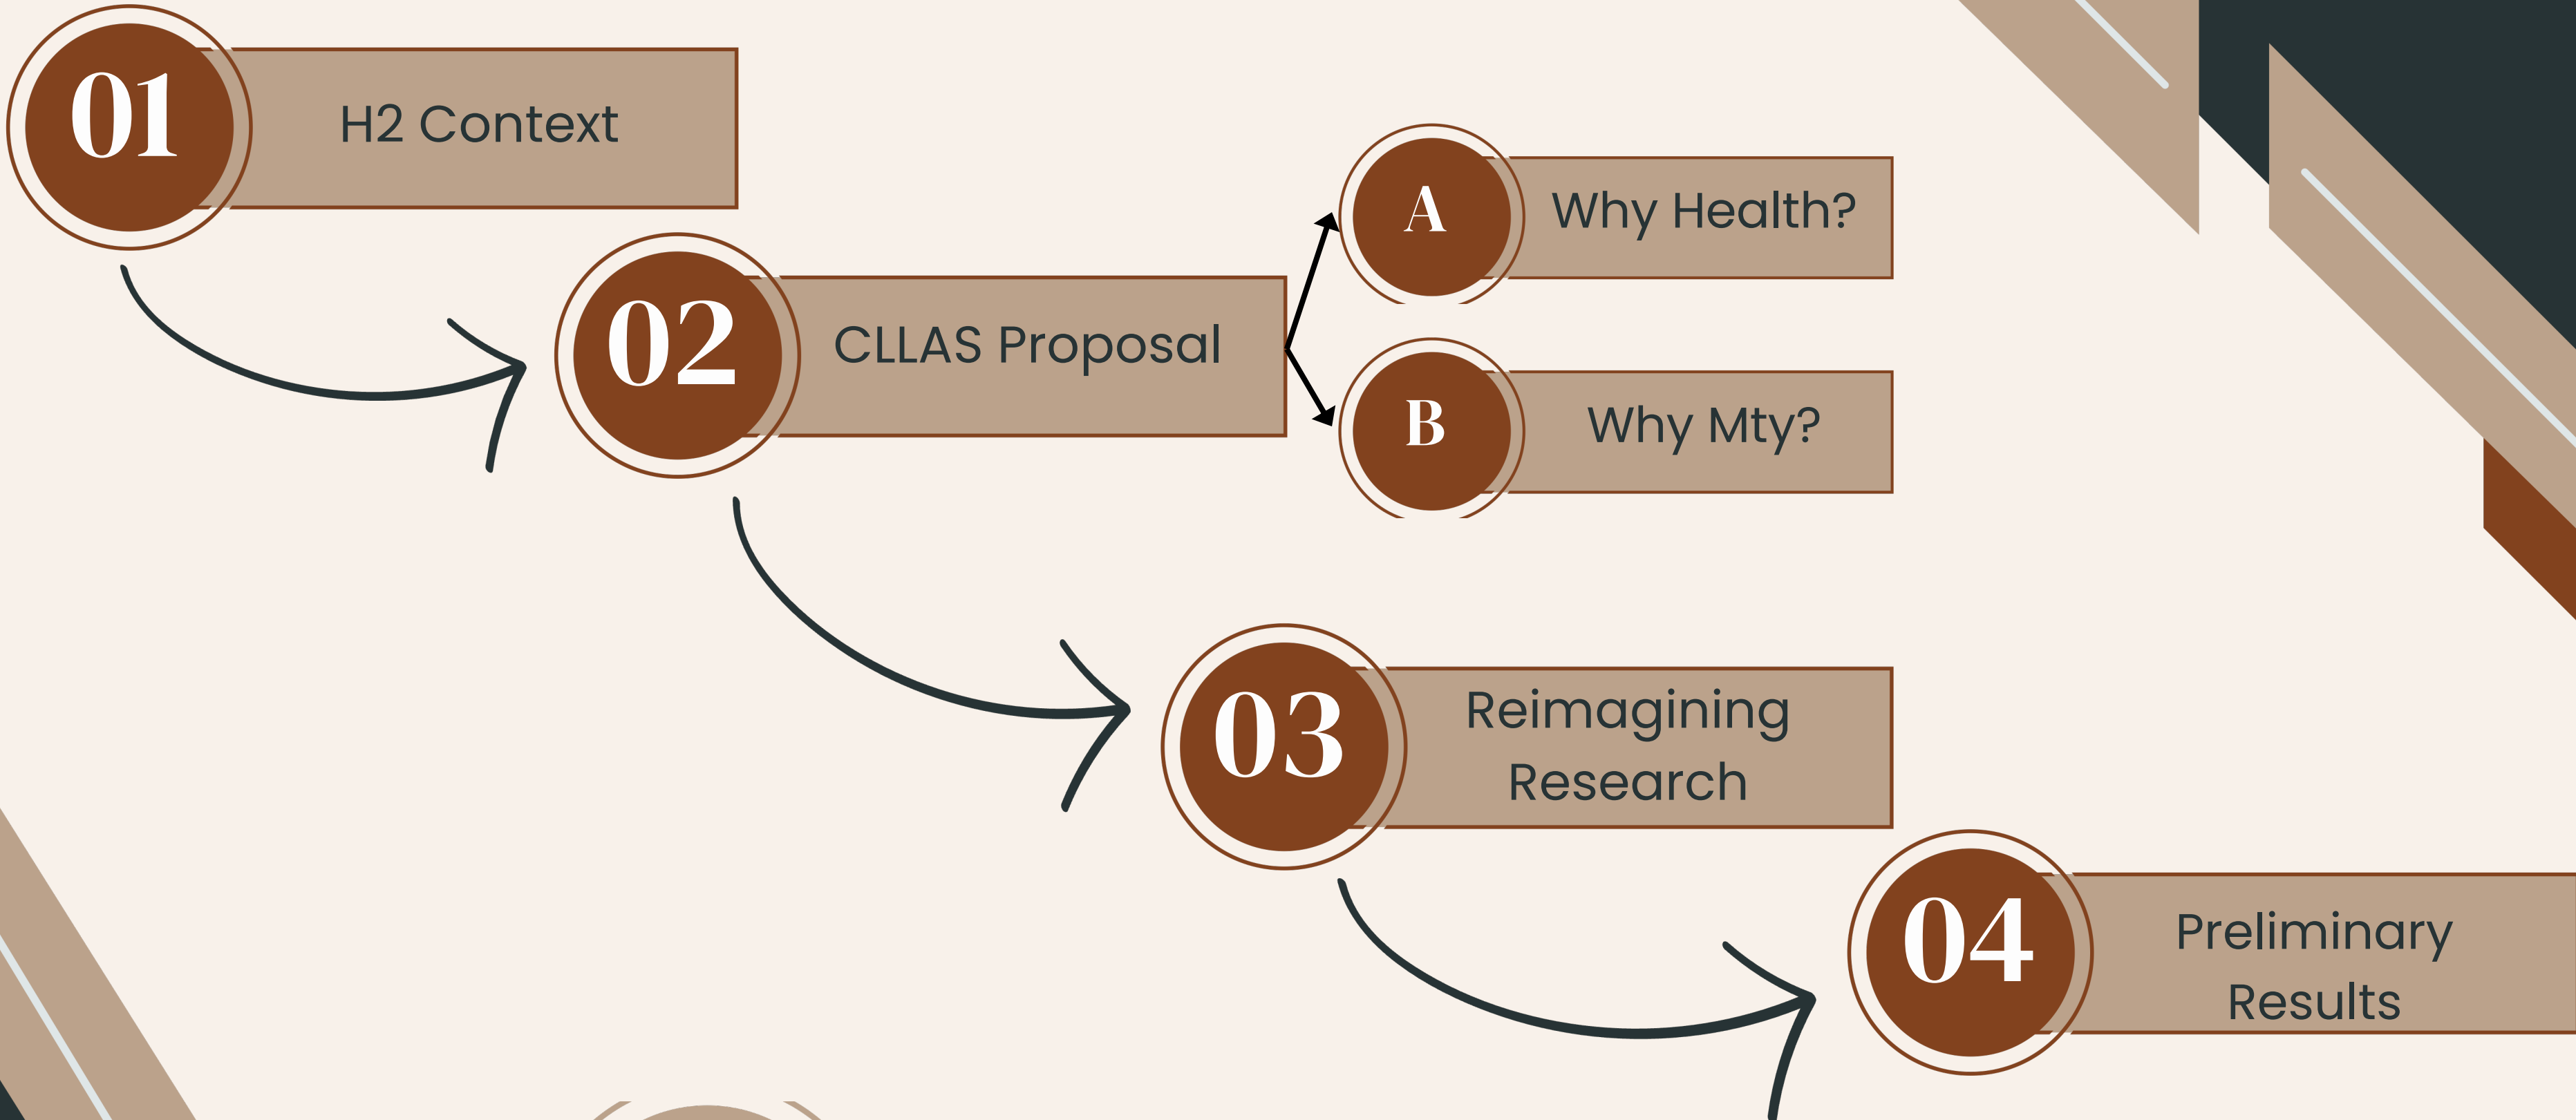 01
H2 Context
02
CLLAS Proposal
A
Why Health?
B
Why Mty?
03
Reimagining
Research
04
Preliminary
Results